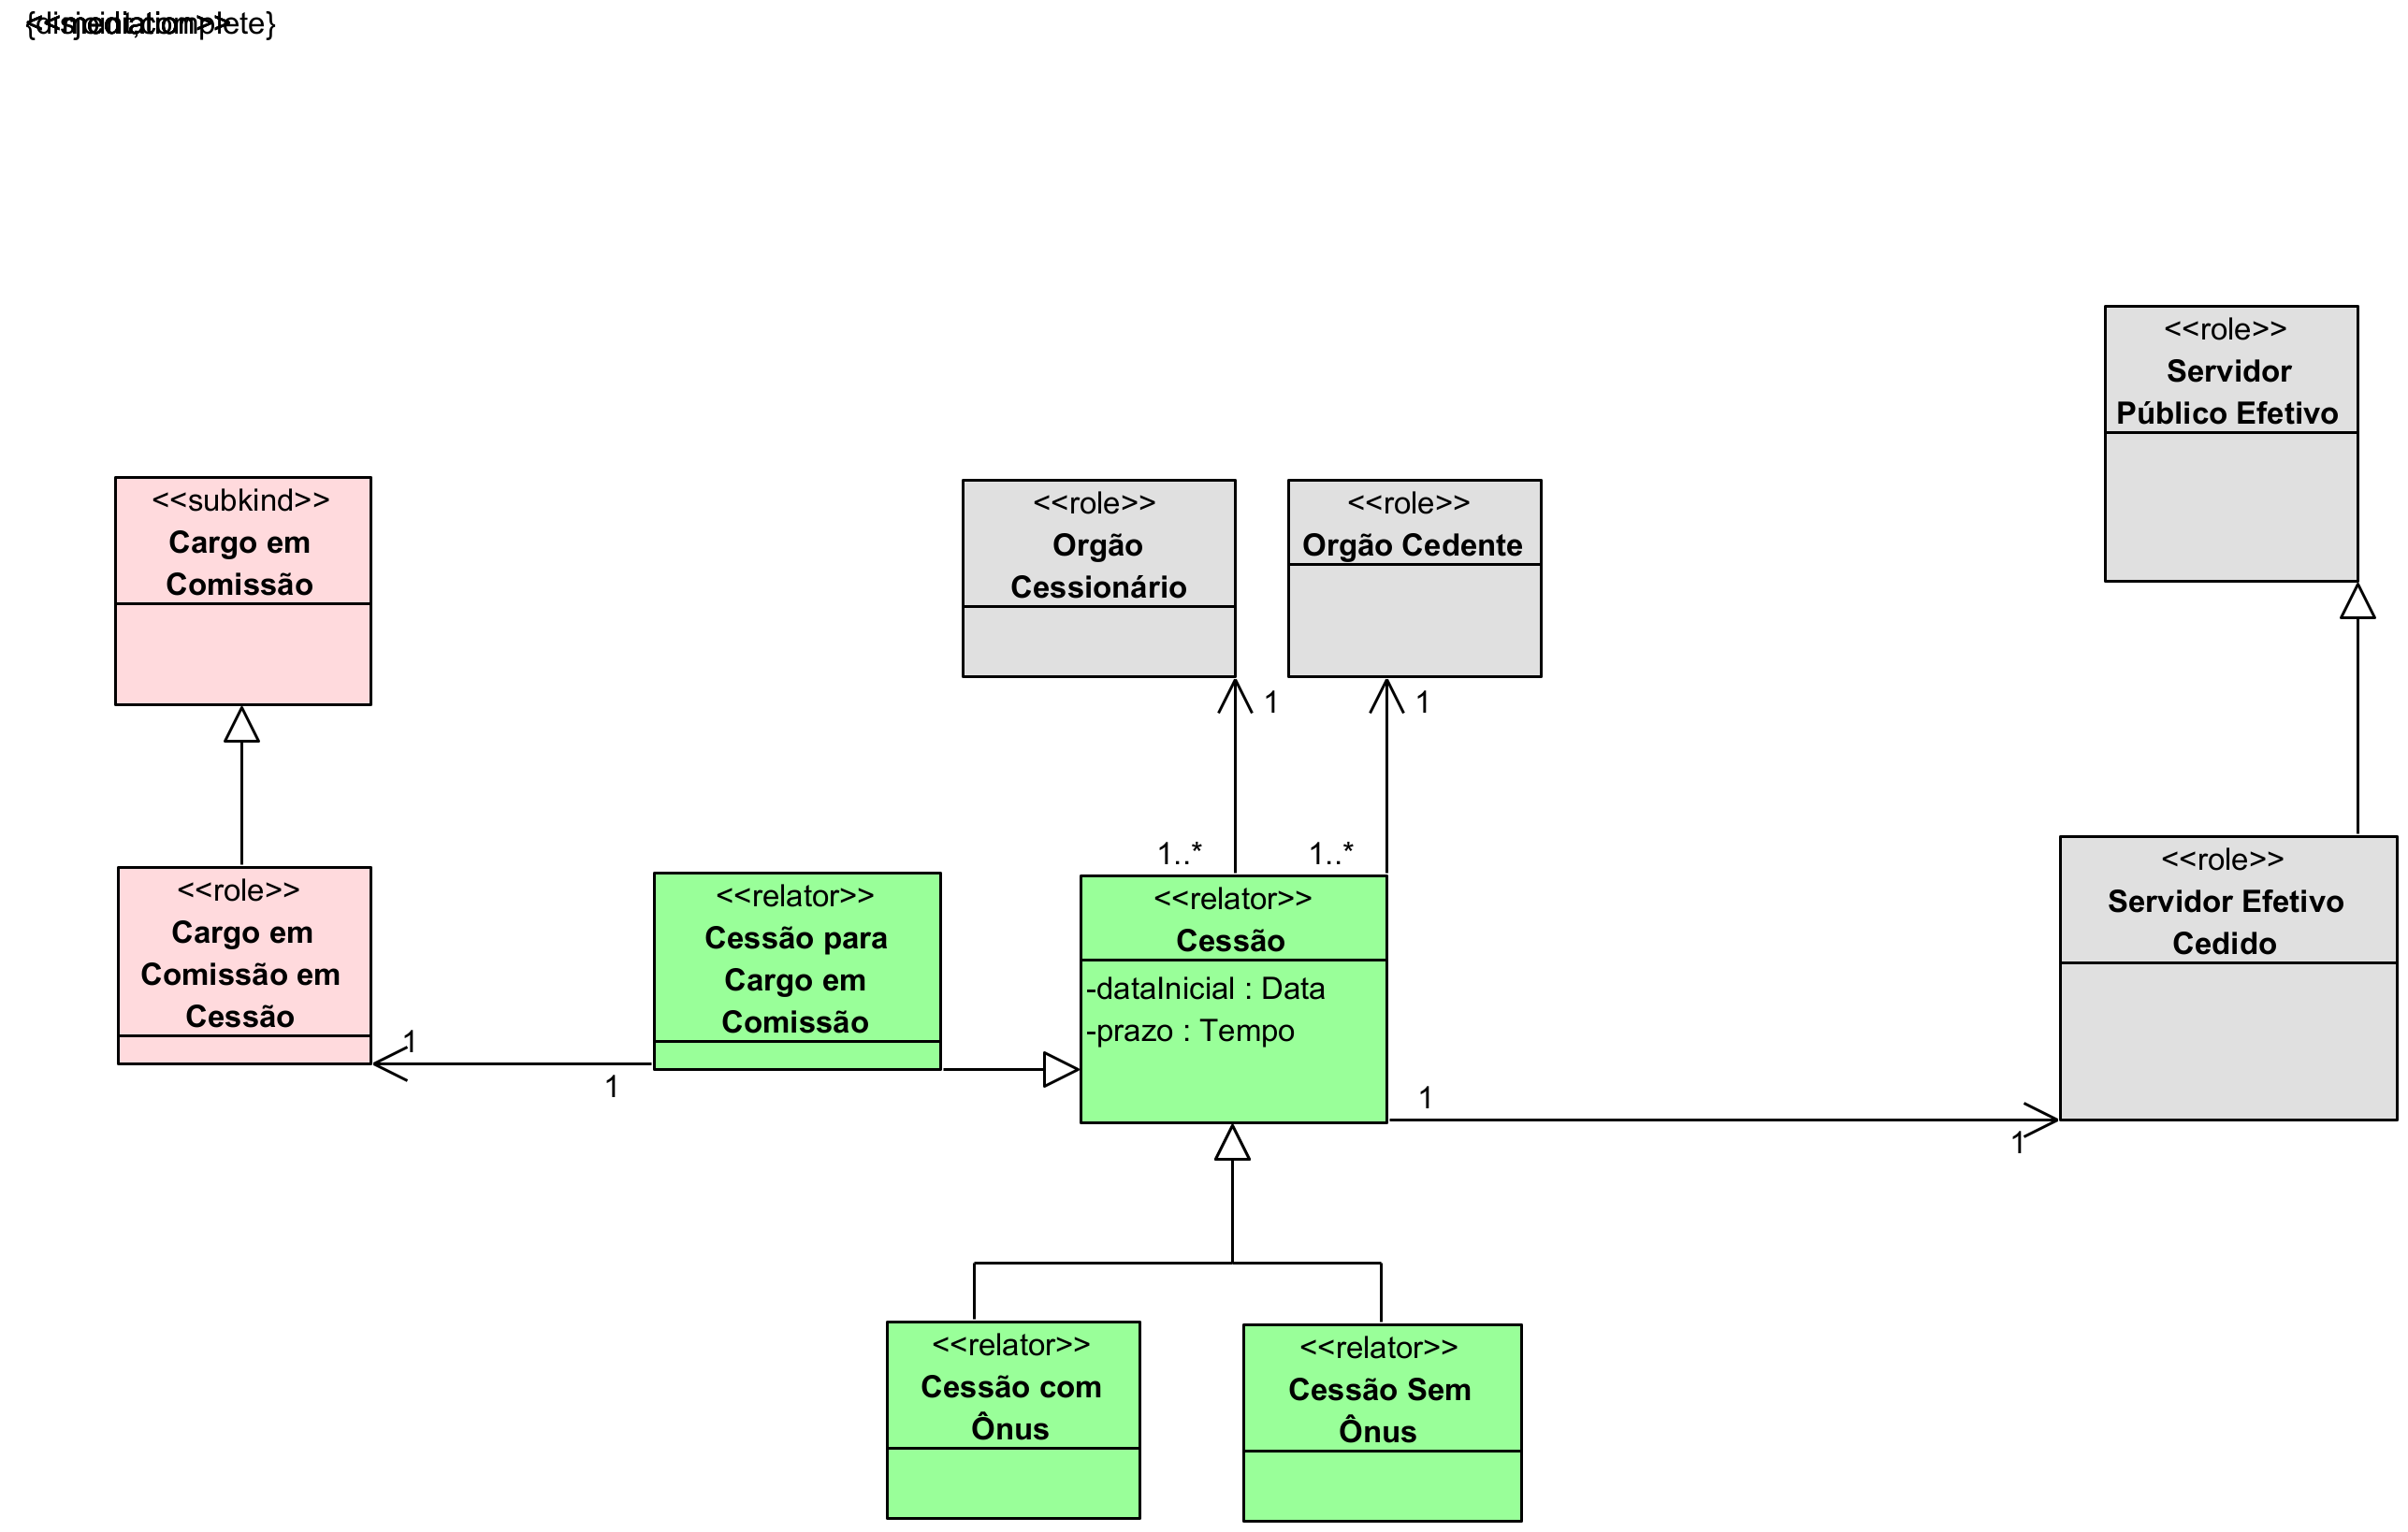 {disjoint,complete}
<<mediation>>
<<role>>
Servidor
Público Efetivo
<<subkind>>
Cargo em
Comissão
<<role>>
Orgão
Cessionário
<<role>>
Orgão Cedente
1
1
1..*
1..*
<<role>>
Cargo em
Comissão em
Cessão
<<relator>>
Cessão para
Cargo em
Comissão
<<relator>>
Cessão
-dataInicial : Data
-prazo : Tempo
<<role>>
Servidor Efetivo
Cedido
1
1
1
1
<<relator>>
Cessão com
Ônus
<<relator>>
Cessão Sem
Ônus